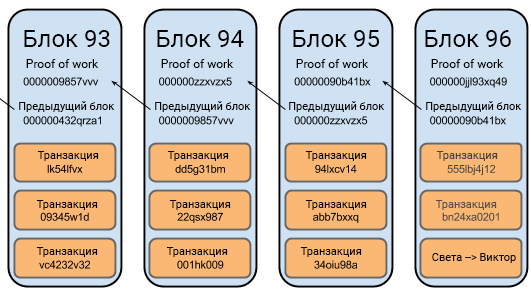 Блок 93
Proof of work
0000009857vvv
Предыдущий блок
000000432qrza1
Транзакция
lk54lfvx
Транзакция
09345w1d
Транзакция
vc4232v32
Блок 94
Proof of work
000000zzxvzx5
Предыдущий блок
0000009857vvv
Транзакция
dd5g31bm
Транзакция
22qsx987
Транзакция
001hk009
Блок 95
Proof of work
00000090b41bx
Предыдущий блок
000000zzxvzx5
Транзакция
94lxcv14
Транзакция
abb7bxxq
Транзакция
34oiu98a
Блок 96
Proof of work
000000jjl93xq49
Предыдущий блок
00000090b41bx
Транзакция
555lbj4j12
Транзакция
bn24xa0201
Света --> Виктор